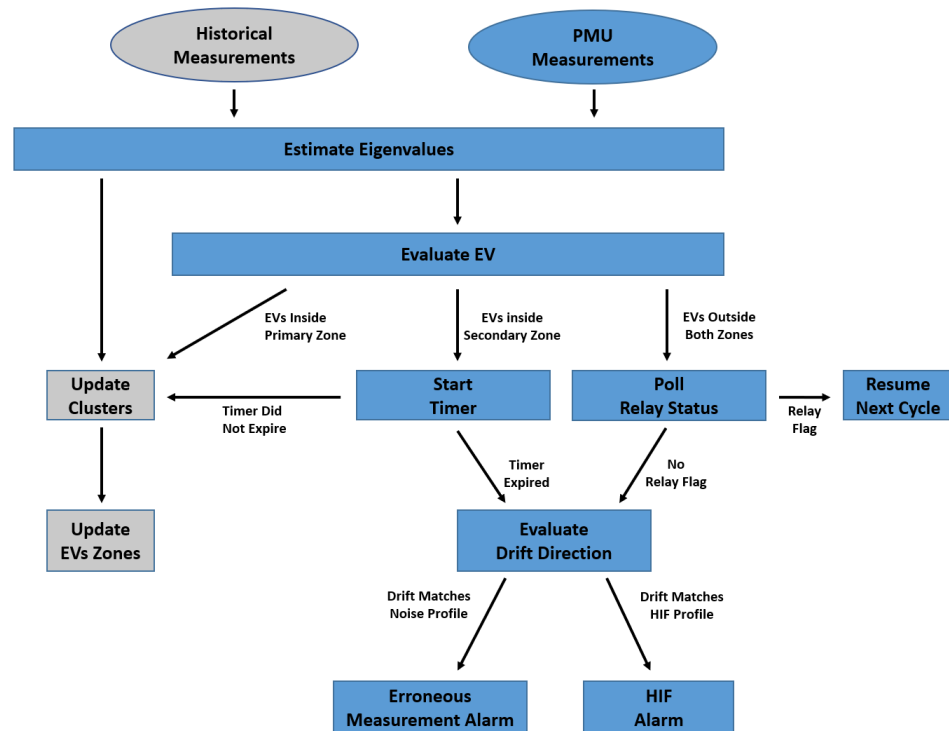 Historical
Measurements
PMU
Measurements
Estimate Eigenvalues
Evaluate EV
EVs Inside
Primary Zone
EVs inside
Secondary Zone
EVs Outside
Both Zones
Update
Clusters
Timer Did
Not Expire
Start
Timer
Poll
Relay Status
Relay
Flag
Resume
Next Cycle
Timer
Expired
No
Relay Flag
Update
EVs Zones
Evaluate
Drift Direction
Drift Matches
Noise Profile
Drift Matches
HIF Profile
Erroneous
Measurement Alarm
HIF
Alarm